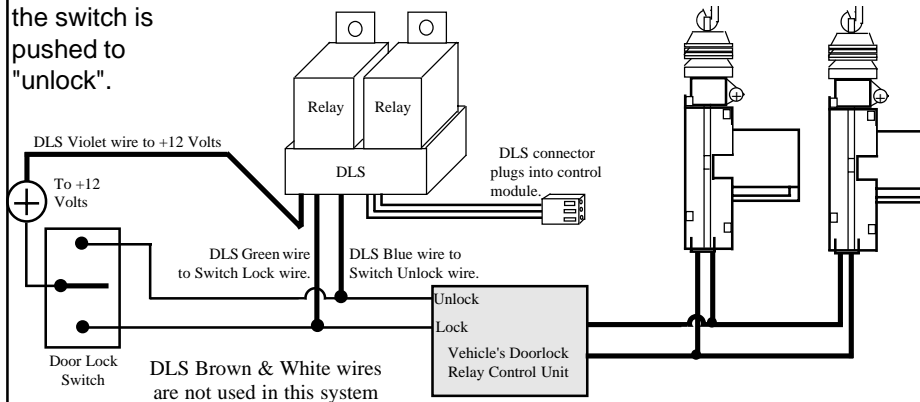 the switch is
pushed to
"unlock".
Relay
Relay
DLS Violet wire to +12 Volts
DLS
DLS connector
plugs into control
module.
To +12
Volts
DLS Green wire
to Switch Lock wire.
DLS Blue wire to
Switch Unlock wire.
Unlock
Lock
Vehicle's Doorlock
Relay Control Unit
Door Lock
Switch
DLS Brown & White wires
are not used in this system